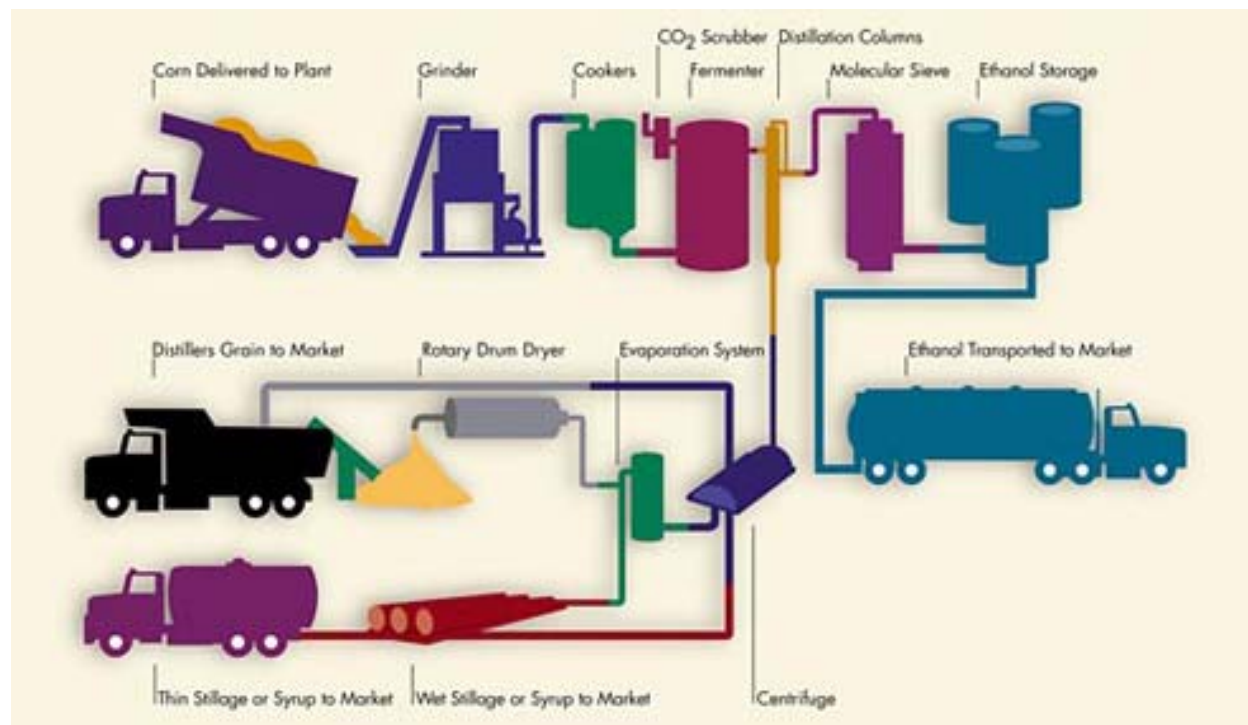 CO2 Scrubber Distillation Columns
Corn Delivered to Plant Grinder Cookers Fermenter Molecular Sieve Ethanol Storage
Distillers Grain to Market Rotary Drum Dryer Evaporation System Ethanol Transported to Market
Thin Stillage or Syrup to Market Wet Stillage or Syrup to Market Centrifuge